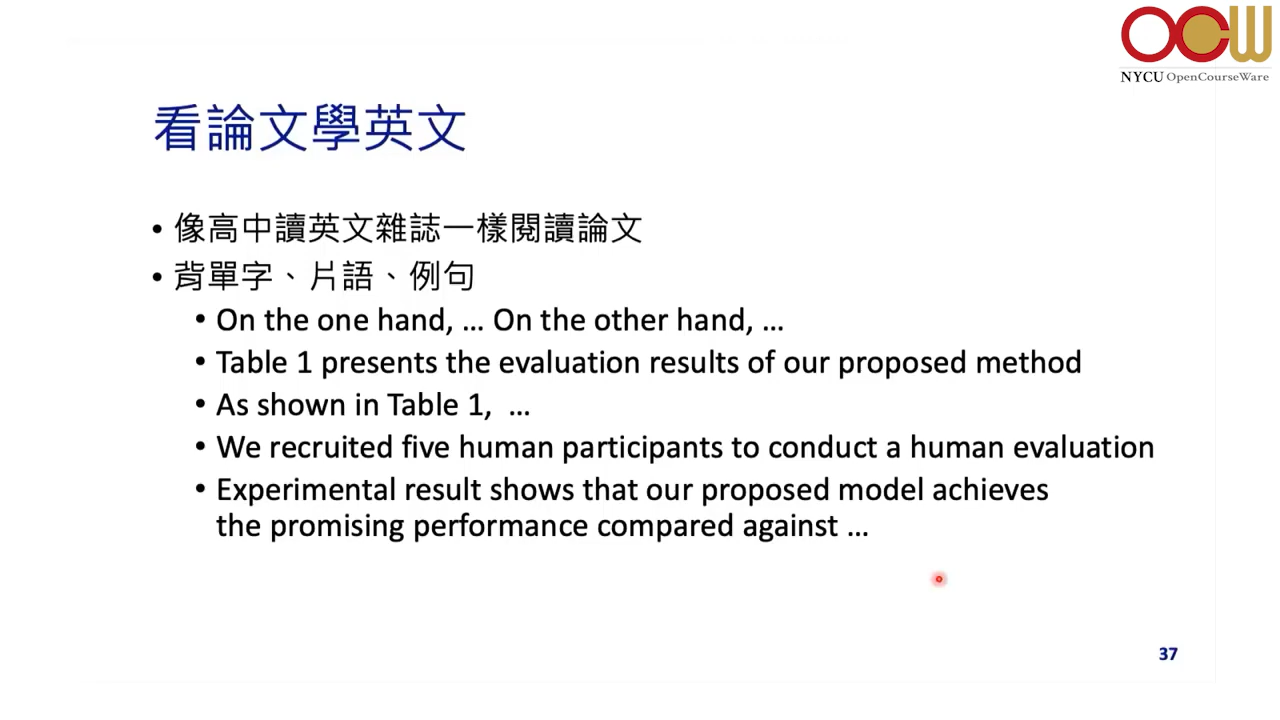 OCW
NYCU OpenCourseWare
看論文學英文
• 像高中讀英文雜誌一樣閱讀論文
• 背單字、片語、例句
• On the one hand, … On the other hand, …
• Table 1 presents the evaluation results of our proposed method
• As shown in Table 1, …
• We recruited five human participants to conduct a human evaluation
• Experimental result shows that our proposed model achieves
the promising performance compared against …
37